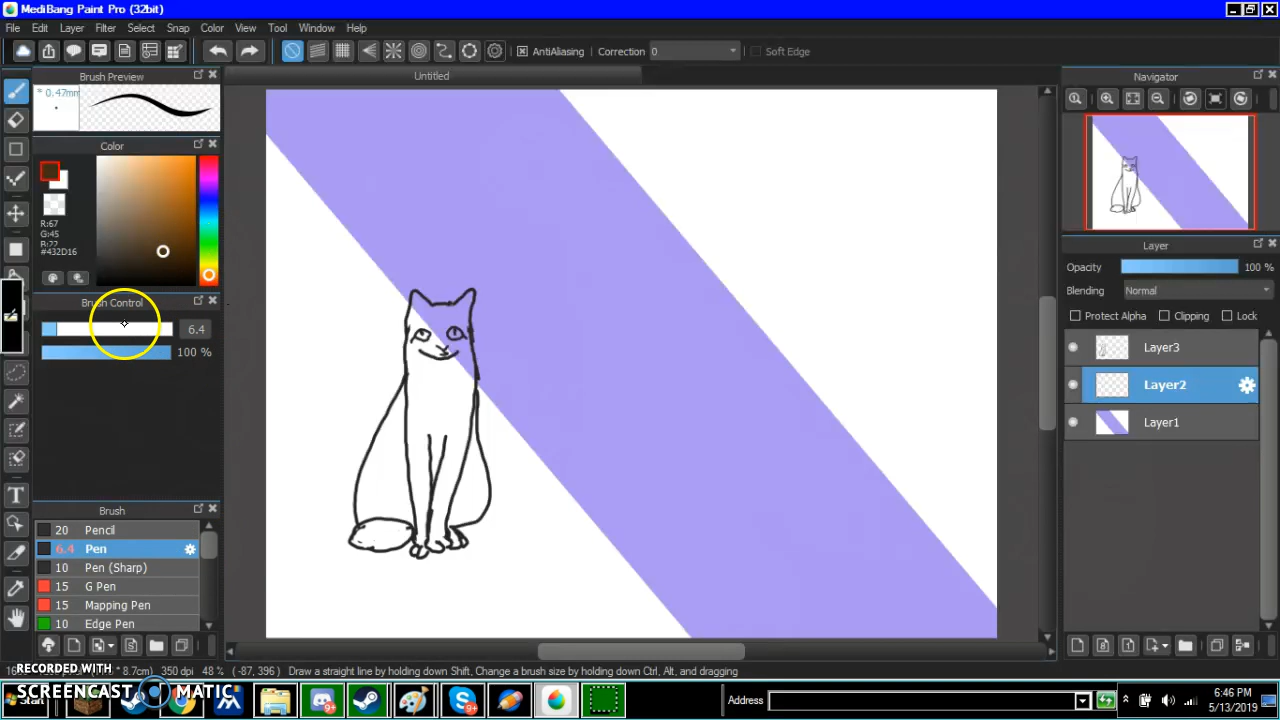 MediBang Paint Pro (32bit)
File Edit Layer Filter Select Snap Color View Tool Window Help
AntiAliasing Correction 0 Soft Edge
Brush Preview
Untitled
Navigator
* 0.47mm
Color
R:67
G:45
B:22
#432D16
Layer
Opacity 100 %
Blending Normal
Protect Alpha Clipping Lock
Brush Control
6.4
100 %
Layer3
Layer2
Layer1
Brush
20 Pencil
6.4 Pen
10 Pen (Sharp)
15 G Pen
15 Mapping Pen
10 Edge Pen
8.7cm) 350 dpi 48 % (-87, 396) Draw a straight line by holding down Shift, Change a brush size by holding down Ctrl, Alt, and dragging
RECORDED WITH
SCREENCAST MATIC
Start
Address
6:46 PM
5/13/2019